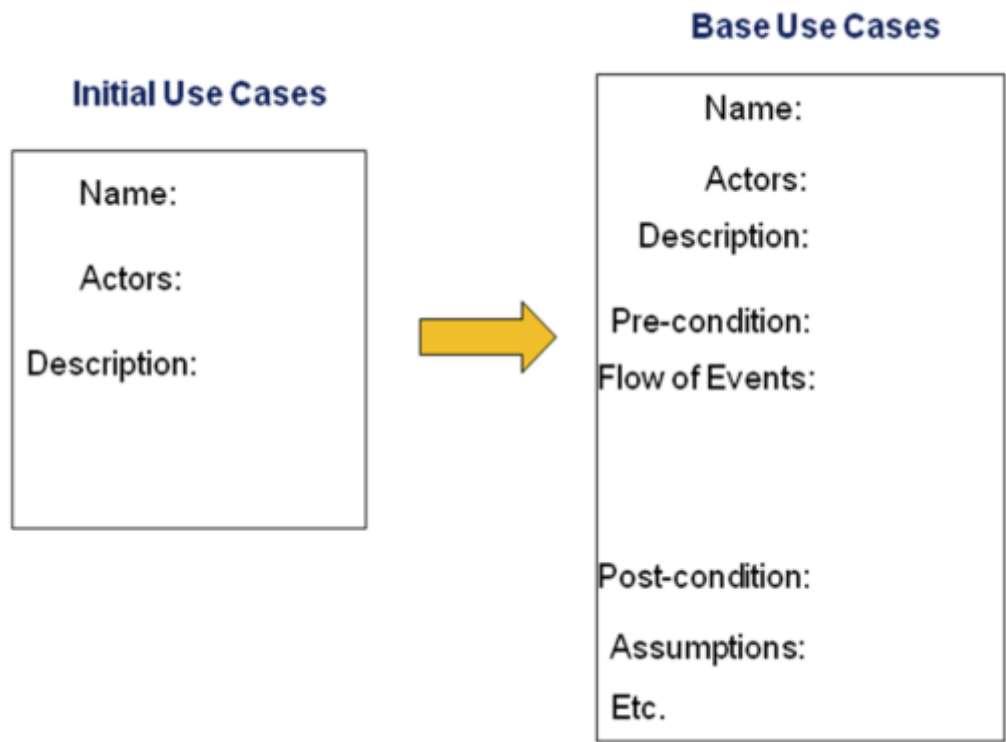 Initial Use Cases
Name:
Actors:
Description:
Base Use Cases
Name:
Actors:
Description:
Pre-condition:
Flow of Events:
Post-condition:
Assumptions:
Etc.